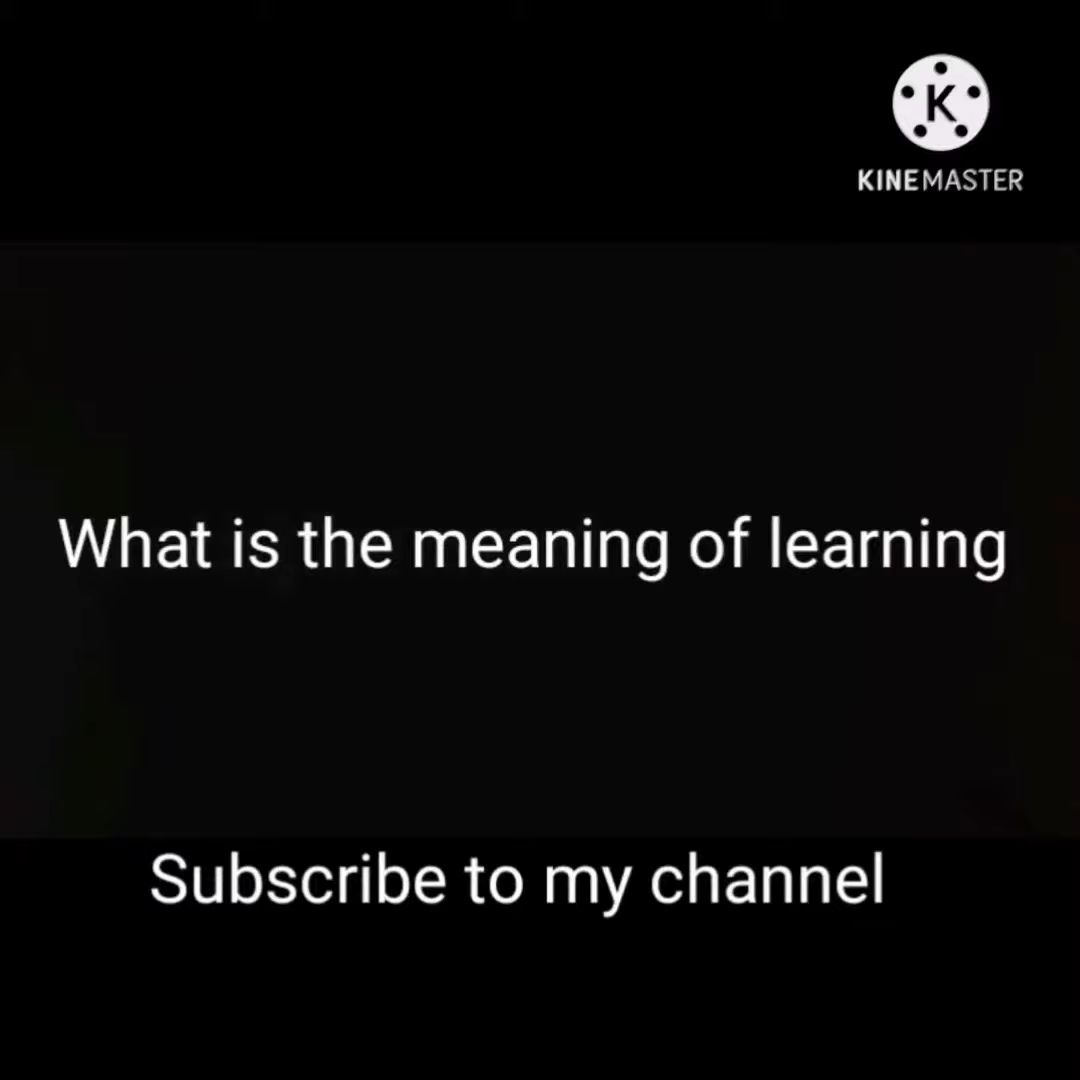 K
KINEMASTER
What is the meaning of learning
Subscribe to my channel